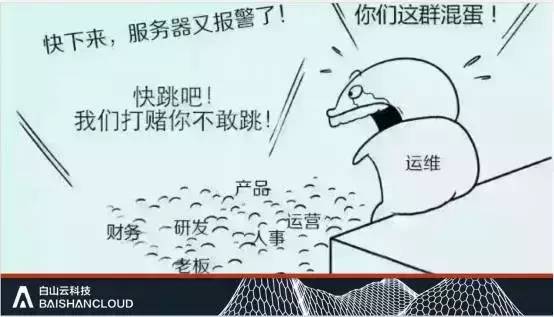 快下来，服务器又报警了！
你们这群混蛋！
快跳吧！
我们打赌你不敢跳！
运维
产品
财务
研发
运营
人事
老板
白山云科技
BAISHANCLOUD